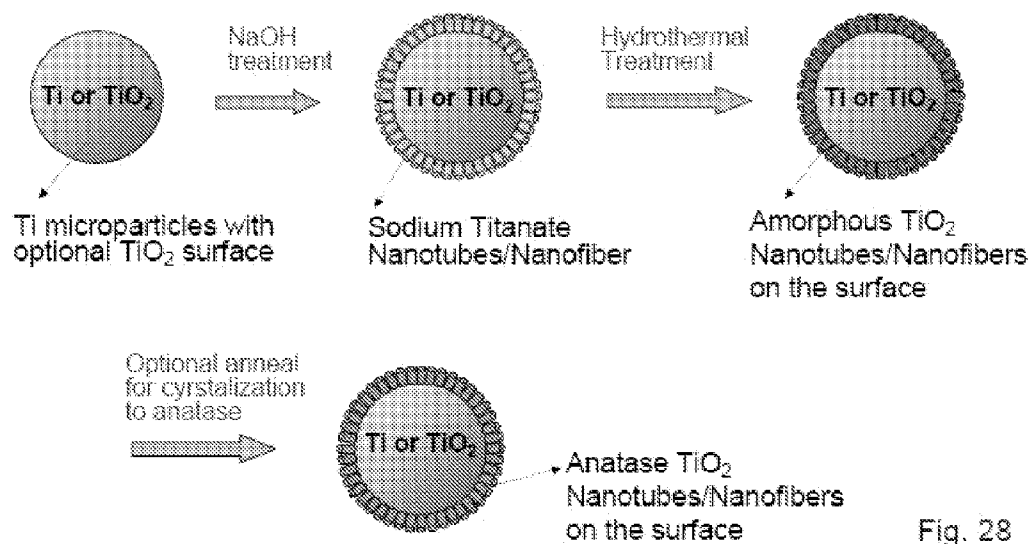 Ti or TiO₂
NaOH
treatment
Ti or TiO₂
Hydrothermal
Treatment
Ti or TiO₂
Ti microparticles with
optional TiO₂ surface
Sodium Titanate
Nanotubes/Nanofiber
Amorphous TiO₂
Nanotubes/Nanofibers
on the surface
Optional anneal
for cyrstalization
to anatase
Ti or TiO₂
Anatase TiO₂
Nanotubes/Nanofibers
on the surface
Fig. 28